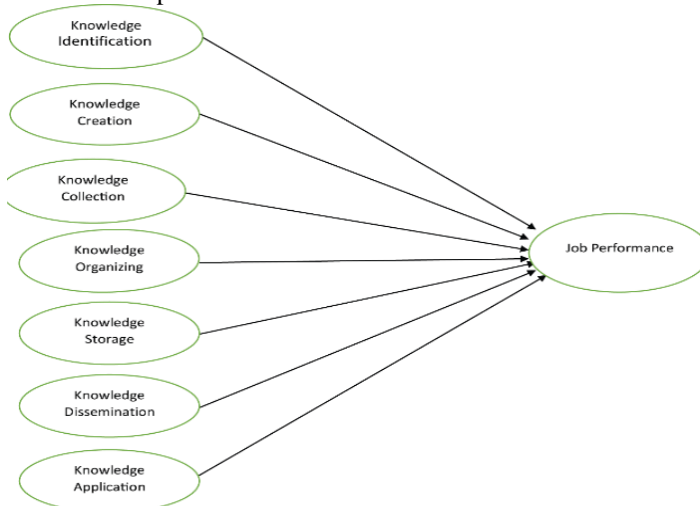 Knowledge
Identification
Knowledge
Creation
Knowledge
Collection
Knowledge
Organizing
Knowledge
Storage
Knowledge
Dissemination
Knowledge
Application
Job Performance